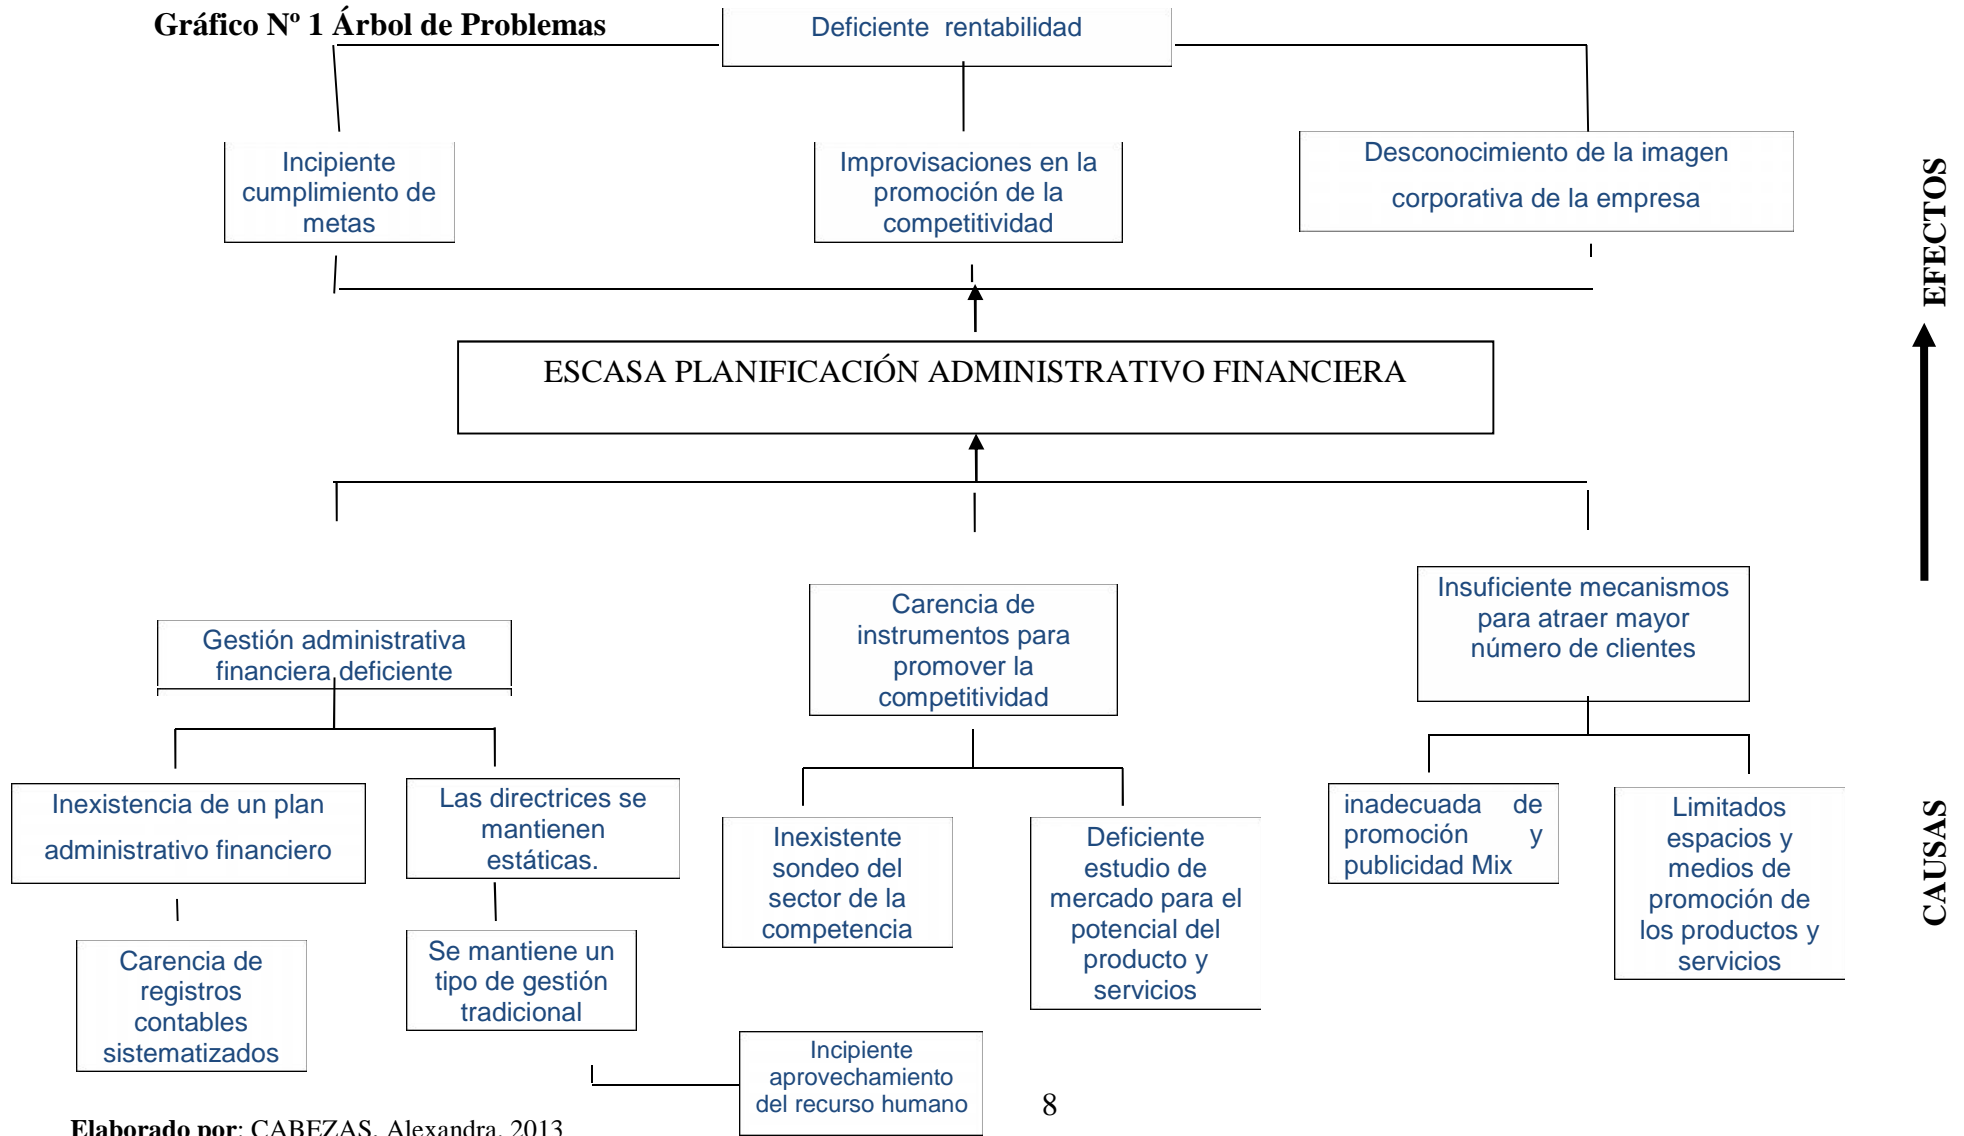 Gráfico Nº 1 Árbol de Problemas
Deficiente rentabilidad
Incipiente
cumplimiento de
metas
Improvisaciones en la
promoción de la
competitividad
Desconocimiento de la imagen
corporativa de la empresa
EFECTOS
ESCASA PLANIFICACIÓN ADMINISTRATIVO FINANCIERA
Gestión administrativa
financiera deficiente
Carencia de
instrumentos para
promover la
competitividad
Insuficiente mecanismos
para atraer mayor
número de clientes
Inexistencia de un plan
administrativo financiero
Las directrices se
mantienen
estáticas.
Inexistente
sondeo del
sector de la
competencia
Deficiente
estudio de
mercado para el
potencial del
producto y
servicios
inadecuada de
promoción y
publicidad Mix
Limitados
espacios y
medios de
promoción de
los productos y
servicios
CAUSAS
Carencia de
registros
contables
sistematizados
Se mantiene un
tipo de gestión
tradicional
Incipiente
aprovechamiento
del recurso humano
8
Elaborado por: CABEZAS, Alexandra, 2013